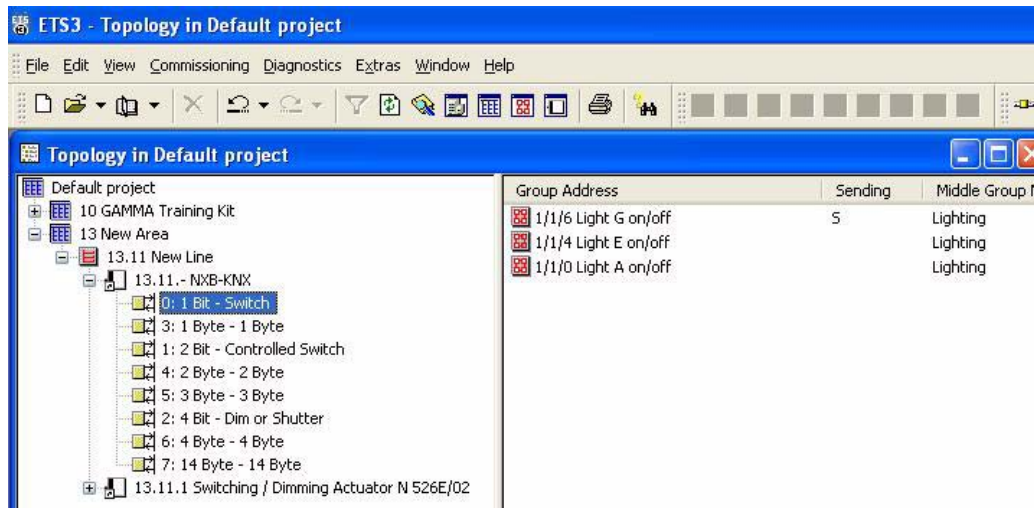 ETS3 - Topology in Default project
File Edit View Commissioning Diagnostics Extras Window Help
Topology in Default project
Default project
10 GAMMA Training Kit
13 New Area
13.11 New Line
13.11.- NXB-KNX
0: 1 Bit - Switch
3: 1 Byte - 1 Byte
1: 2 Bit - Controlled Switch
4: 2 Byte - 2 Byte
5: 3 Byte - 3 Byte
2: 4 Bit - Dim or Shutter
6: 4 Byte - 4 Byte
7: 14 Byte - 14 Byte
13.11.1 Switching / Dimming Actuator N 526E/02
Group Address Sending Middle Group
1/1/6 Light G on/off S Lighting
1/1/4 Light E on/off Lighting
1/1/0 Light A on/off Lighting